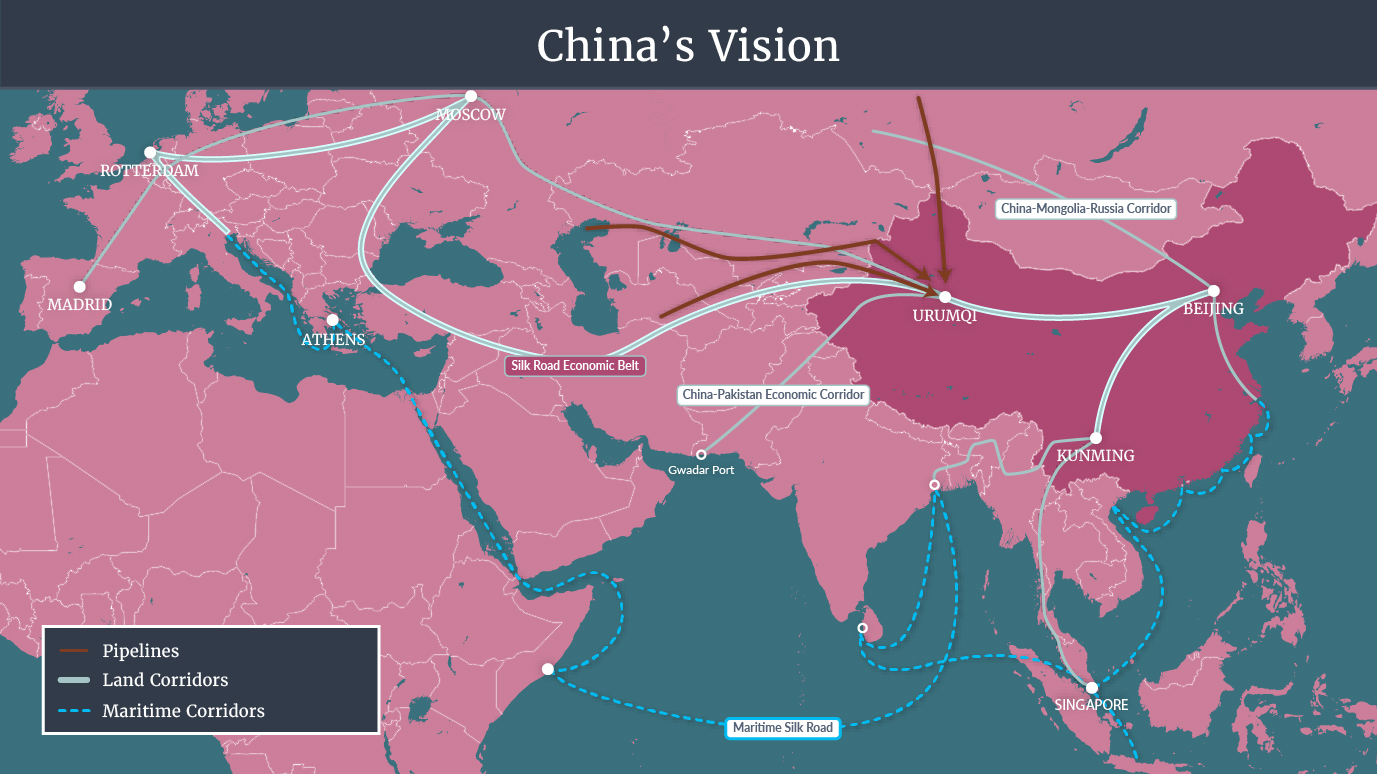 China’s Vision
MOSCOW
ROTTERDAM
China-Mongolia-Russia Corridor
MADRID
ATHENS
URUMQI
BEIJING
Silk Road Economic Belt
China-Pakistan Economic Corridor
KUNMING
Gwadar Port
Pipelines
Land Corridors
Maritime Corridors
SINGAPORE
Maritime Silk Road